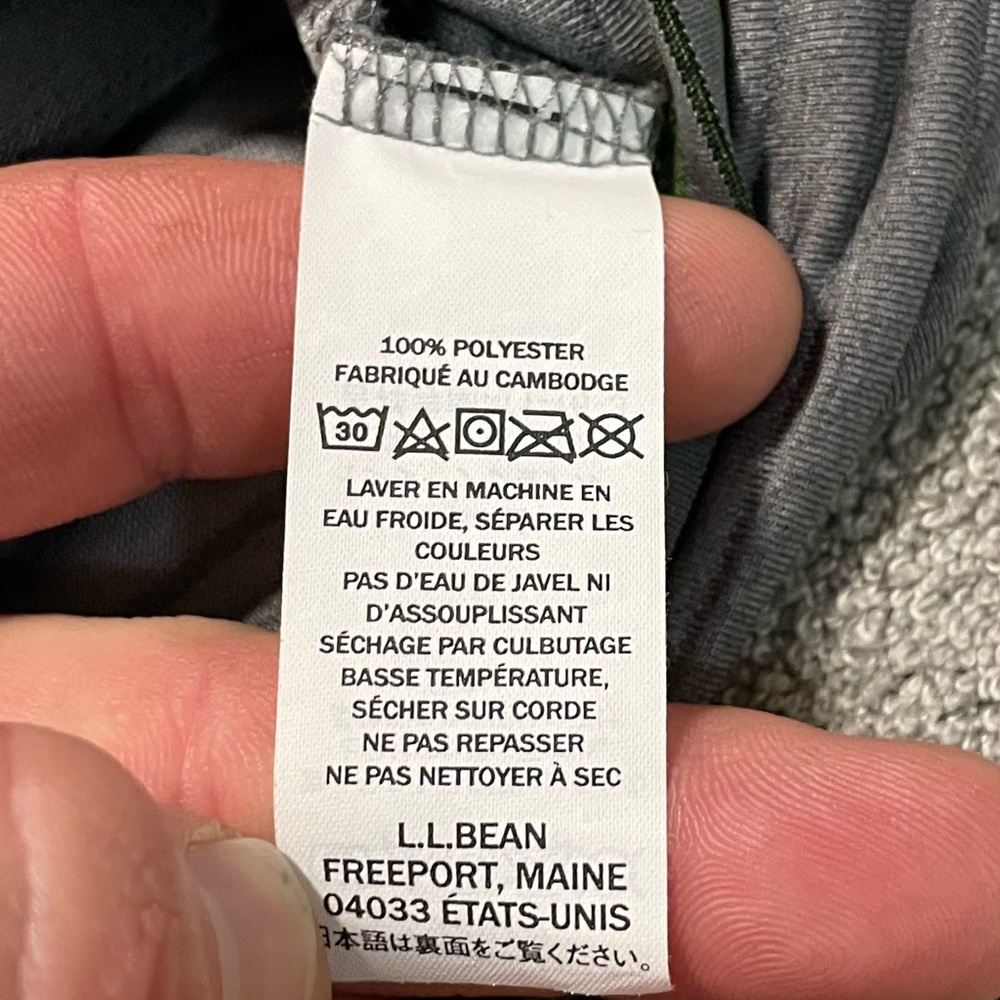 100% POLYESTER
FABRIQUÉ AU CAMBODGE
30
LAVER EN MACHINE EN
EAU FROIDE, SÉPARER LES
COULEURS
PAS D'EAU DE JAVEL NI
D'ASSOUPLISSANT
SÉCHAGE PAR CULBUTAGE
BASSE TEMPÉRATURE,
SÉCHER SUR CORDE
NE PAS REPASSER
NE PAS NETTOYER À SEC
L.L.BEAN
FREEPORT, MAINE
04033 ÉTATS-UNIS
日本語は裏面をご覧ください。